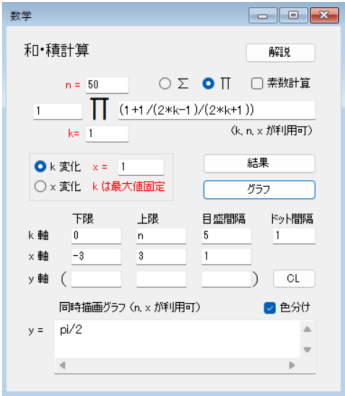 数学
和・積計算
解説
n = 50
Σ
∏
素数計算
1
∏
(1+1/(2*k-1)/(2*k+1))
k= 1
(k, n, x が利用可)
k 変化 x = 1
x 変化 k は最大値固定
結果
グラフ
下限 上限 目盛間隔 ドット間隔
k 軸 0 n 5 1
x 軸 -3 3 1
y 軸 ( ) CL
同時描画グラフ (n, x が利用可) 色分け
y = pi/2